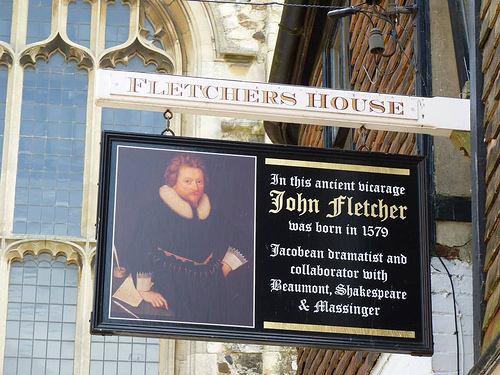 FLETCHERS HOUSE
In this ancient vicarage
John Fletcher
was born in 1579
Jacobean dramatist and
collaborator with
Beaumont, Shakespeare
& Massinger